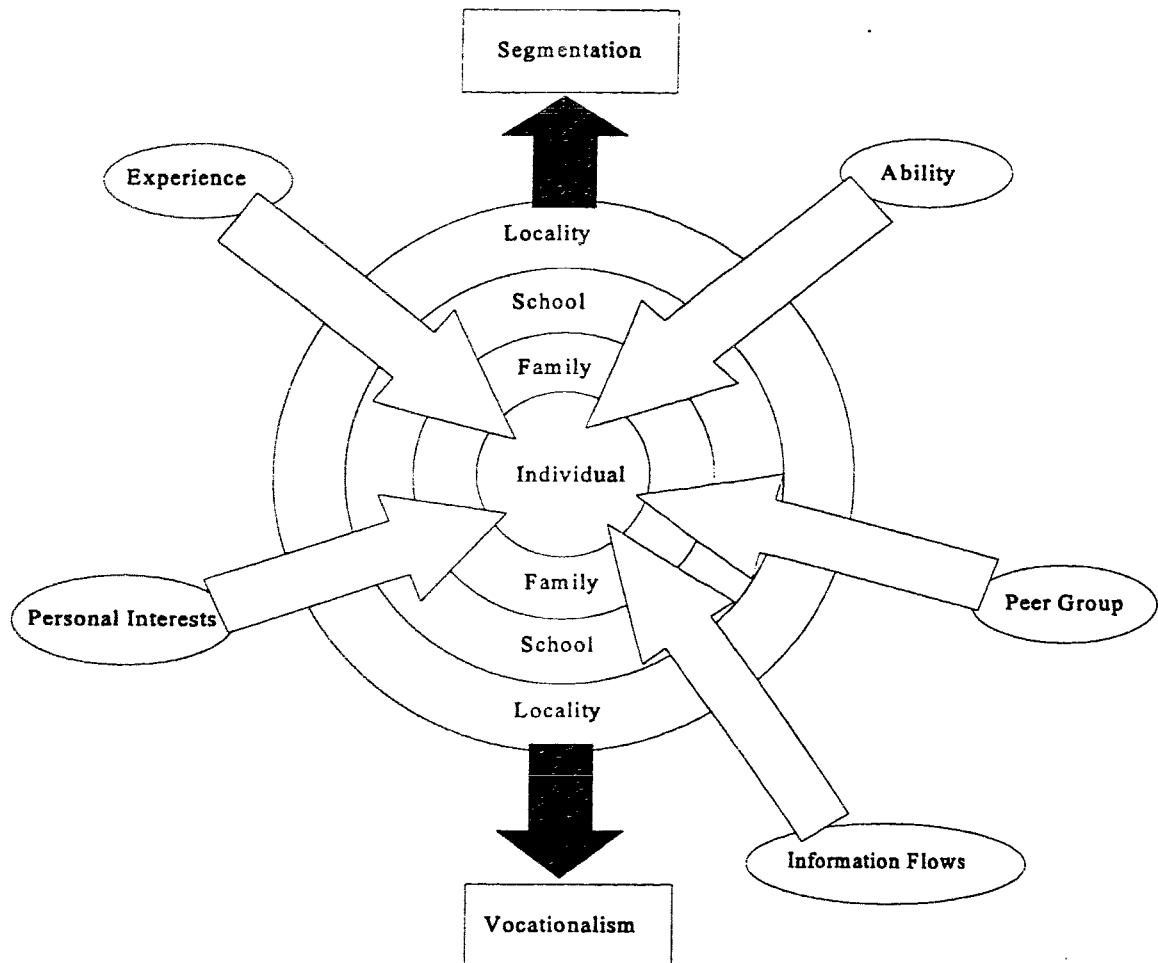 Segmentation
Experience
Ability
Locality
School
Family
Individual
Family
Personal Interests
Peer Group
School
Locality
Information Flows
Vocationalism